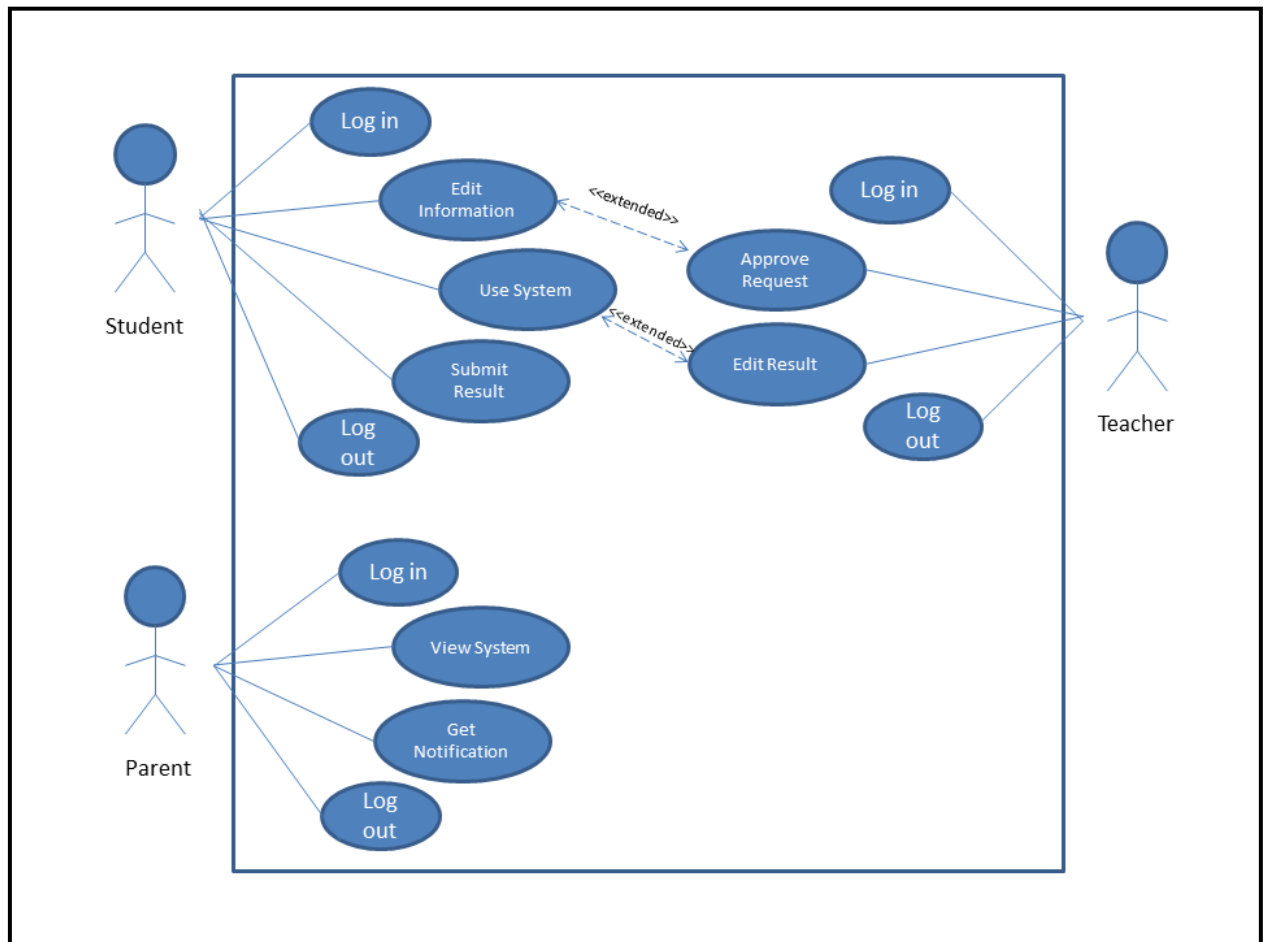 Log in
Edit
Information
<<extended>>
Log in
Approve
Request
Use System
<<extended>>
Student
Submit
Result
Edit Result
Log
out
Log
out
Teacher
Log in
View System
Get
Notification
Parent
Log
out